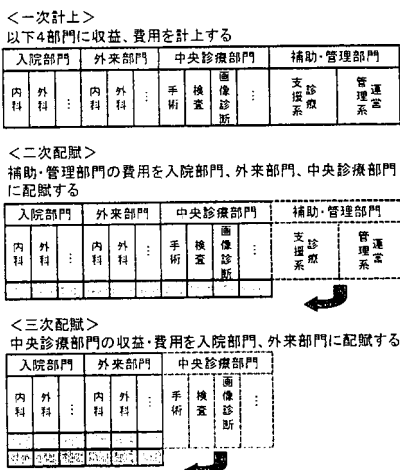 <一次計上>
以下4部門に収益、費用を計上する
入院部門 外来部門 中央診療部門 補助・管理部門
内科 外科 ⋮ 内科 外科 ⋮ 手術 検査 画像診断 ⋮ 診療支援系 運営管理系
<二次配賦>
補助・管理部門の費用を入院部門、外来部門、中央診療部門
に配賦する
入院部門 外来部門 中央診療部門 補助・管理部門
内科 外科 ⋮ 内科 外科 ⋮ 手術 検査 画像診断 ⋮ 診療支援系 運営管理系
<三次配賦>
中央診療部門の収益・費用を入院部門、外来部門に配賦する
入院部門 外来部門 中央診療部門
内科 外科 ⋮ 内科 外科 ⋮ 手術 検査 画像診断 ⋮